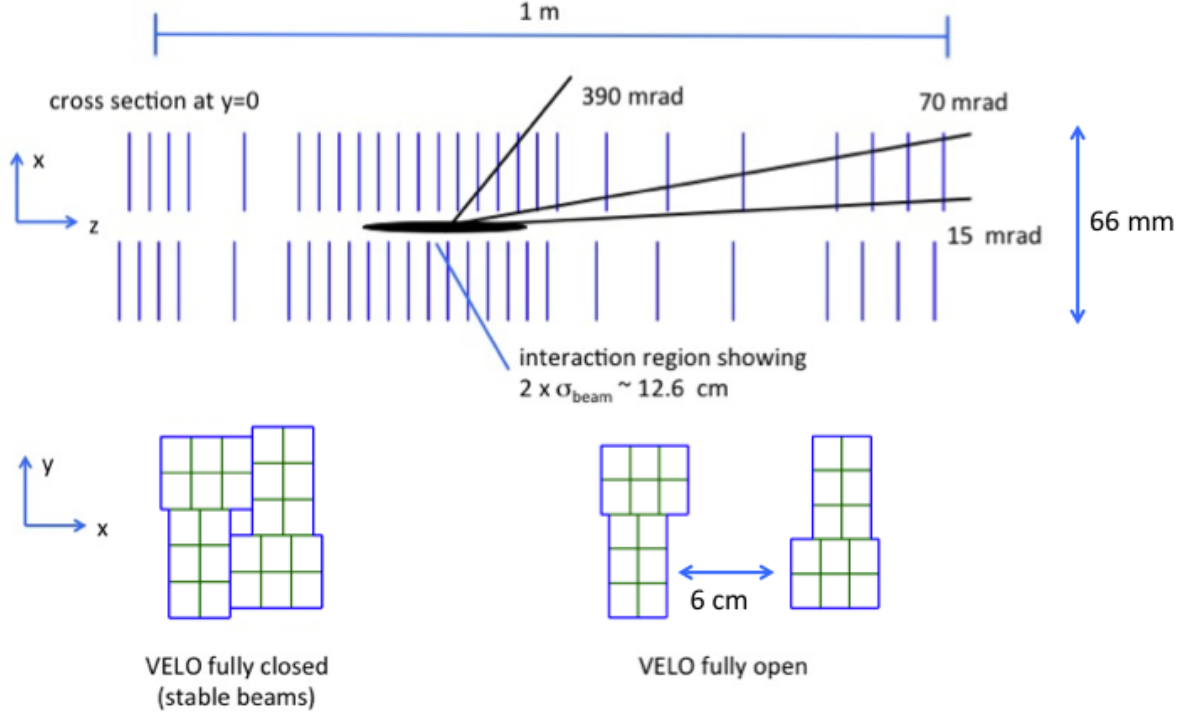 1 m
cross section at y=0
390 mrad
70 mrad
x
z
66 mm
15 mrad
interaction region showing
2 x σbeam ~ 12.6 cm
y
x
6 cm
VELO fully closed
(stable beams)
VELO fully open